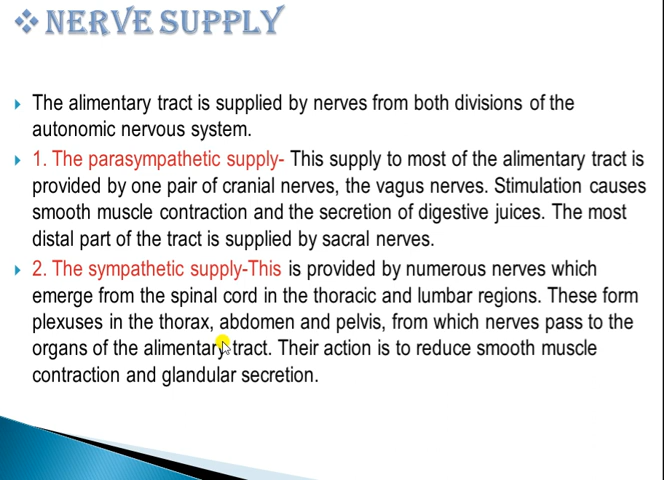 NERVE SUPPLY
The alimentary tract is supplied by nerves from both divisions of the
autonomic nervous system.
1. The parasympathetic supply- This supply to most of the alimentary tract is
provided by one pair of cranial nerves, the vagus nerves. Stimulation causes
smooth muscle contraction and the secretion of digestive juices. The most
distal part of the tract is supplied by sacral nerves.
2. The sympathetic supply-This is provided by numerous nerves which
emerge from the spinal cord in the thoracic and lumbar regions. These form
plexuses in the thorax, abdomen and pelvis, from which nerves pass to the
organs of the alimentary tract. Their action is to reduce smooth muscle
contraction and glandular secretion.